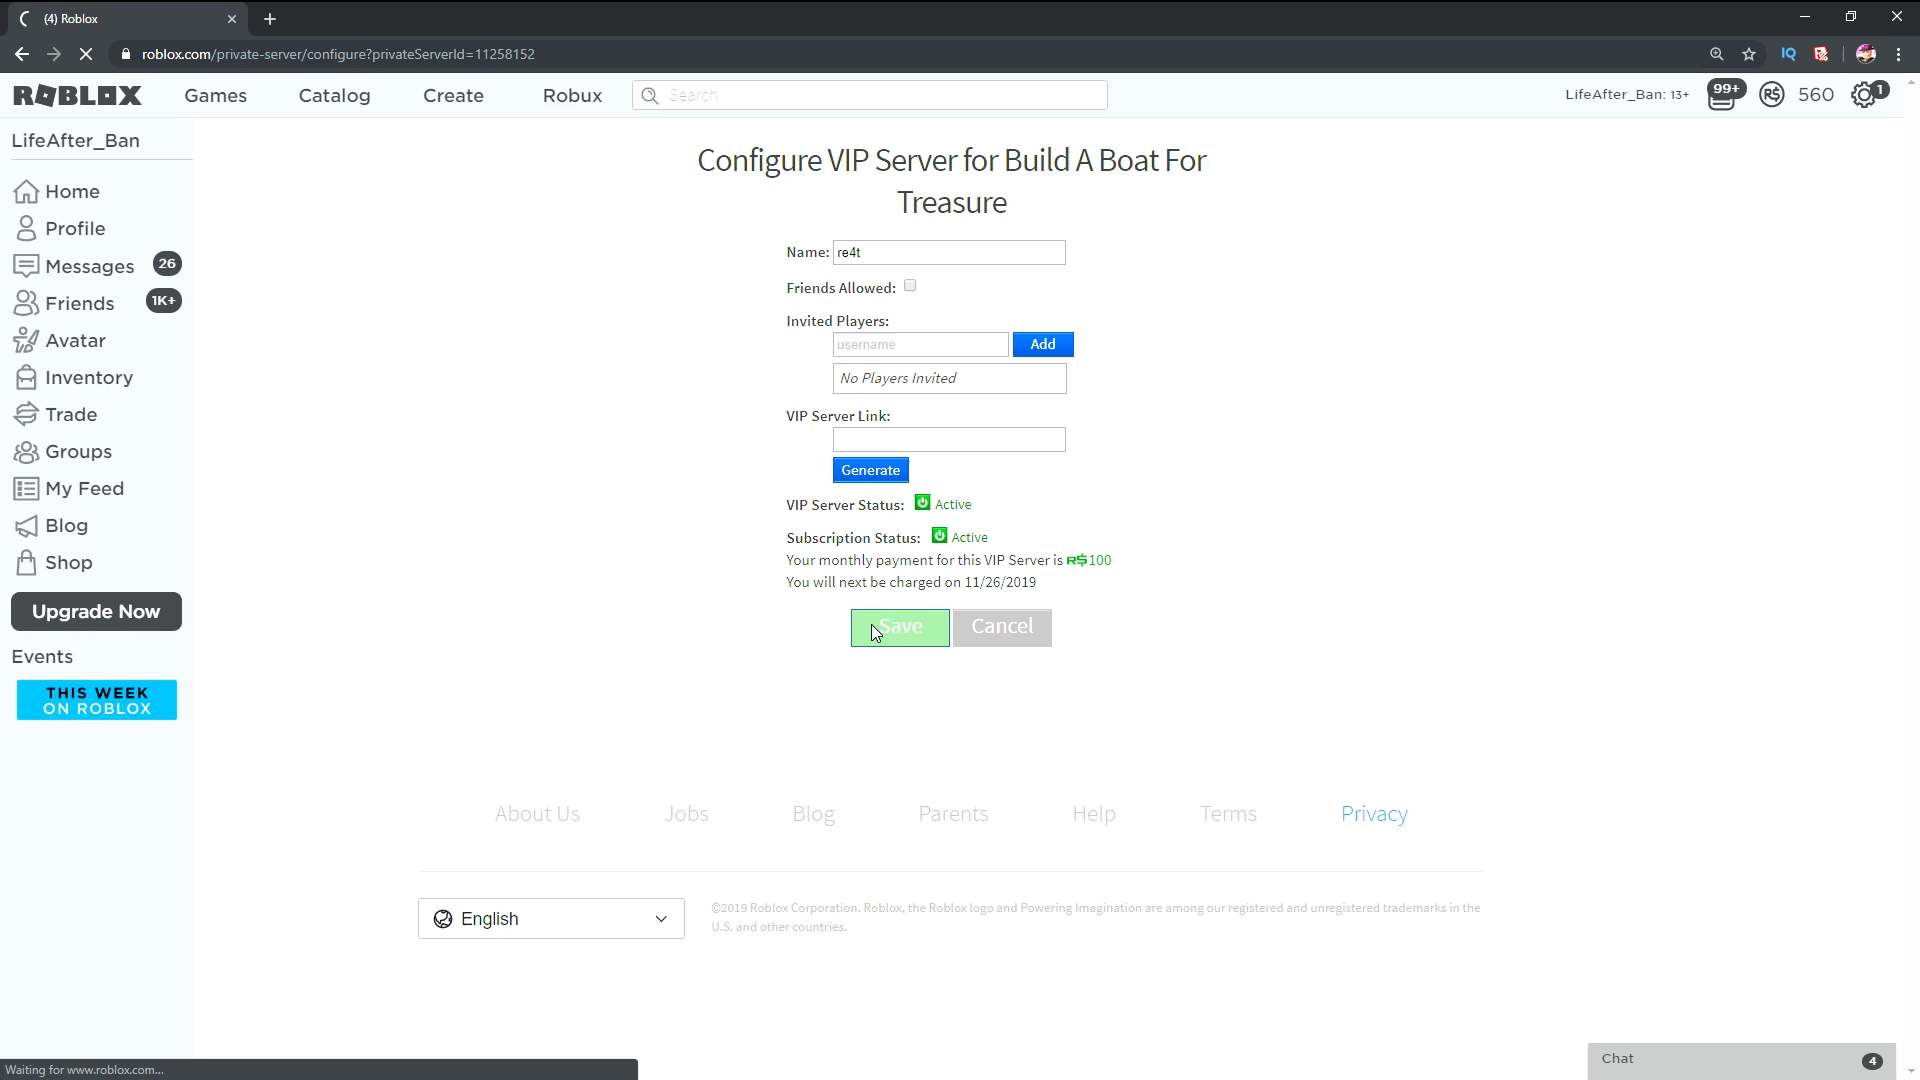 (4) Roblox
roblox.com/private-server/configure?privateServerId=11258152
IQ
ROBLOX
Games
Catalog
Create
Robux
Search
LifeAfter_Ban: 13+
99+
560
1
LifeAfter_Ban
Home
Profile
Messages 26
Friends 1K+
Avatar
Inventory
Trade
Groups
My Feed
Blog
Shop
Upgrade Now
Events
THIS WEEK
ON ROBLOX
Configure VIP Server for Build A Boat For
Treasure
Name: re4t
Friends Allowed:
Invited Players:
username Add
No Players Invited
VIP Server Link:
Generate
VIP Server Status: Active
Subscription Status: Active
Your monthly payment for this VIP Server is R$100
You will next be charged on 11/26/2019
Save Cancel
About Us Jobs Blog Parents Help Terms Privacy
English
©2019 Roblox Corporation. Roblox, the Roblox logo and Powering Imagination are among our registered and unregistered trademarks in the
U.S. and other countries.
Chat 4
Waiting for www.roblox.com...